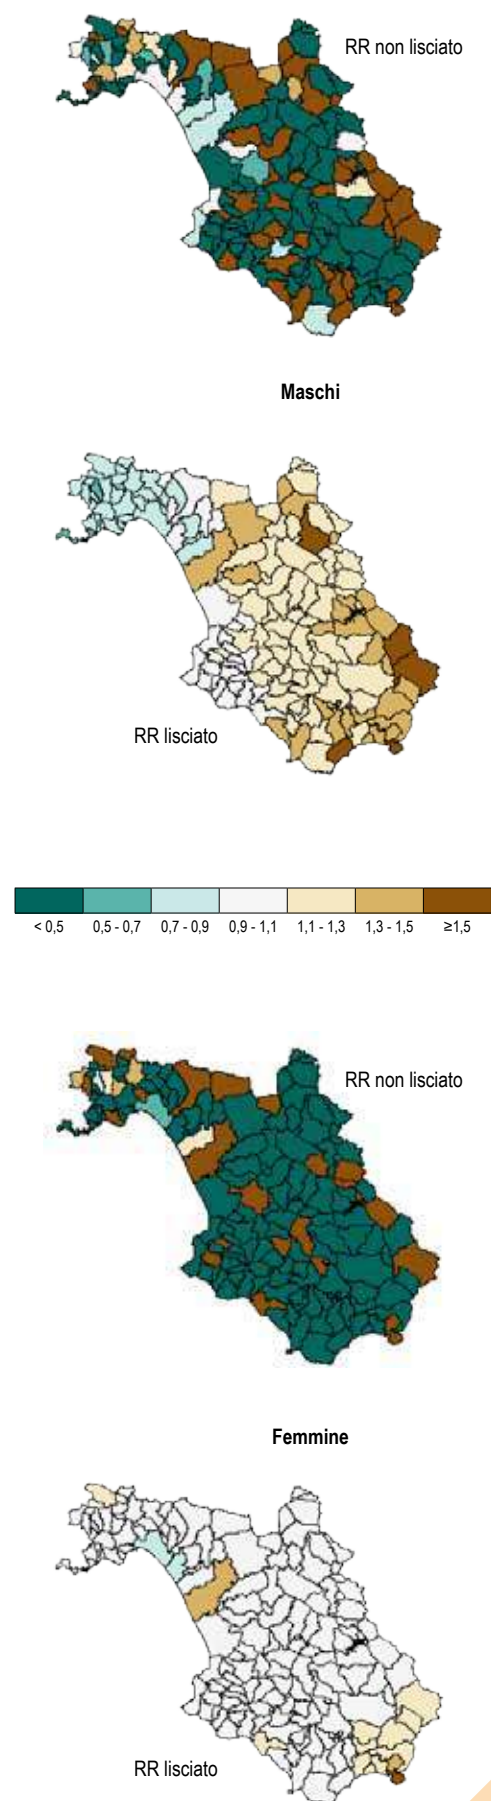 RR non lisciato
Maschi
RR lisciato
< 0,5 0,5 - 0,7 0,7 - 0,9 0,9 - 1,1 1,1 - 1,3 1,3 - 1,5 ≥1,5
RR non lisciato
Femmine
RR lisciato